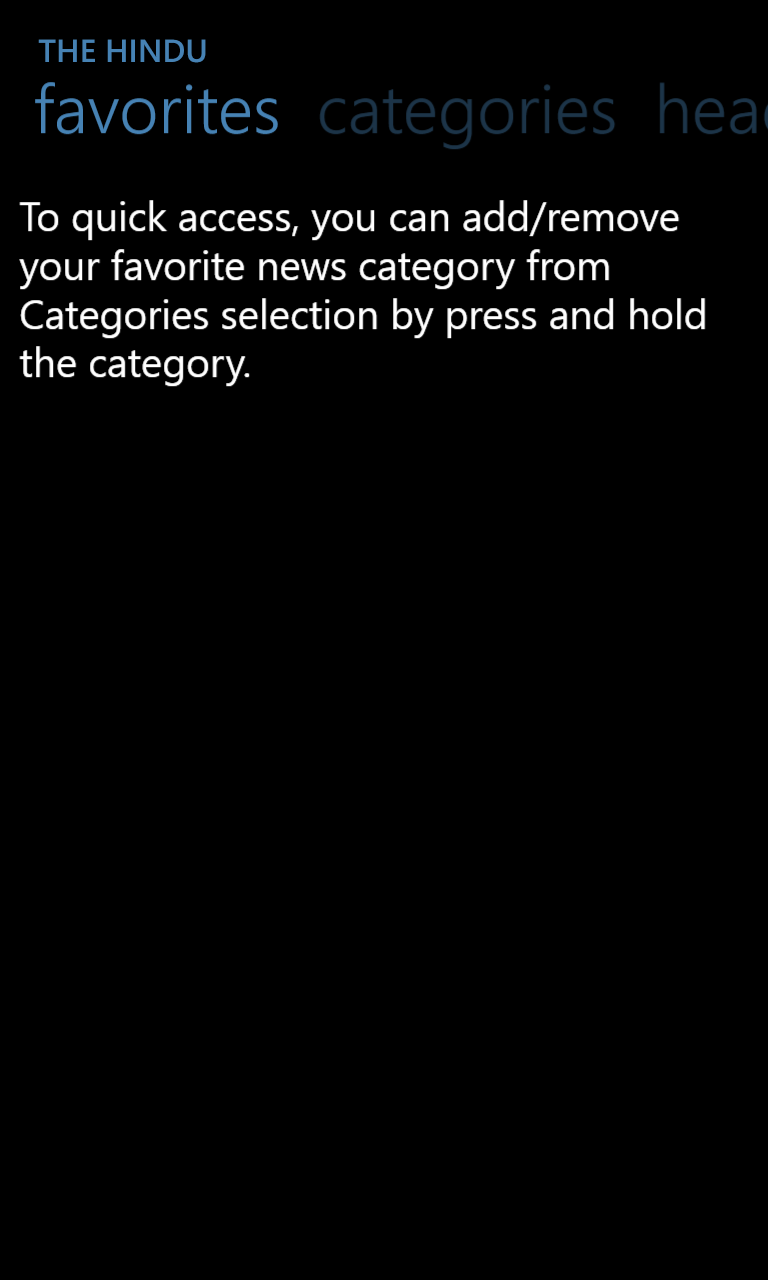 THE HINDU
favorites categories
To quick access, you can add/remove
your favorite news category from
Categories selection by press and hold
the category.